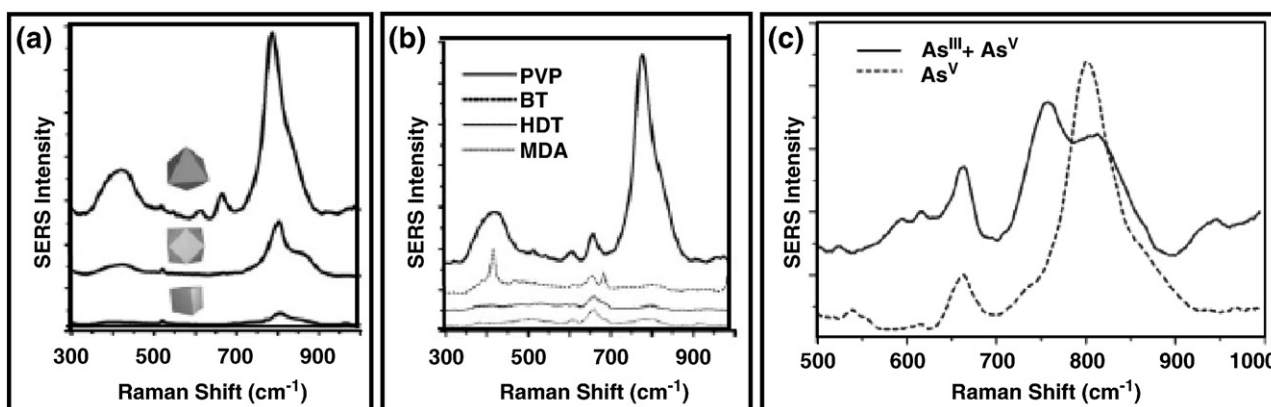 (a)
SERS Intensity
300 500 700 900
Raman Shift (cm⁻¹)
(b)
PVP
BT
HDT
MDA
SERS Intensity
300 500 700 900
Raman Shift (cm⁻¹)
(c)
Asᴵᴵᴵ+ Asⱽ
Asⱽ
SERS Intensity
500 600 700 800 900 1000
Raman Shift (cm⁻¹)